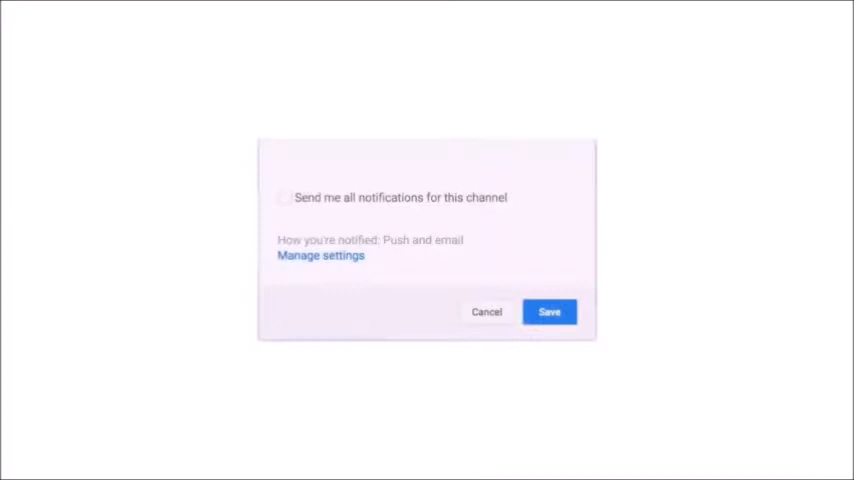 Send me all notifications for this channel
How you're notified: Push and email
Manage settings
Cancel
Save